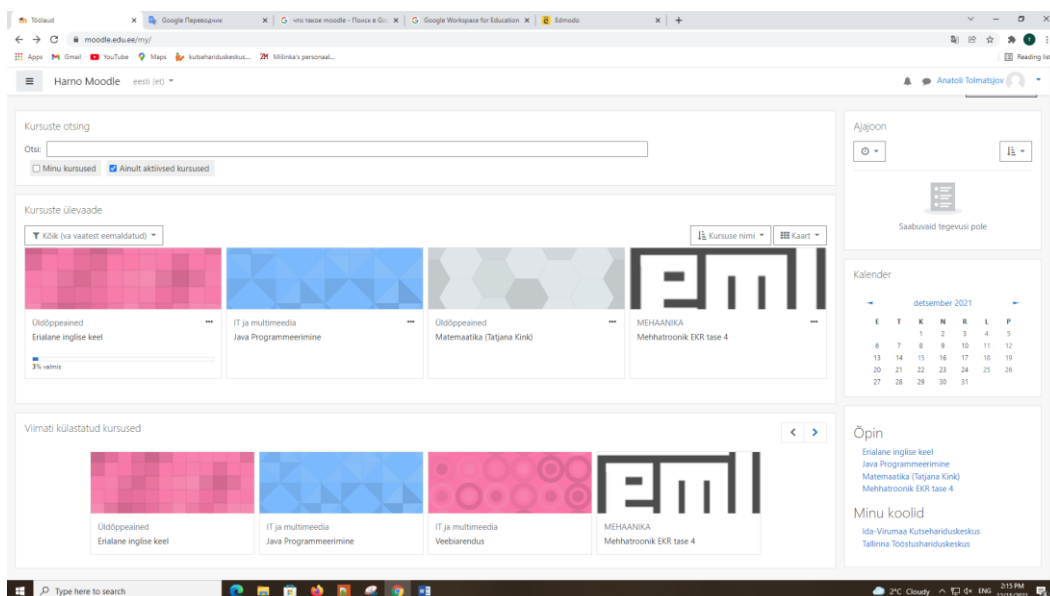 Töölaud
Google Переводчик
что такое moodle - Поиск в Goo
Google Workspace for Education
Edmodo
moodle.edu.ee/my/
Apps Gmail YouTube Maps kutsehariduskeskus... Miilinka's personaal... Reading list
Harno Moodle eesti (et) Anatoli Tolmatsjov
Kursuste otsing
Otsi:
Minu kursused Ainult aktiivsed kursused
Kursuste ülevaade
Kõik (va vaatest eemaldatud) Kursuse nimi Kaart
eml
Üldõppeained
Erialane inglise keel
3% valmis
IT ja multimeedia
Java Programmeerimine
Üldõppeained
Matemaatika (Tatjana Kink)
MEHAANIKA
Mehhatroonik EKR tase 4
Viimati külastatud kursused
eml
Üldõppeained
Erialane inglise keel
IT ja multimeedia
Java Programmeerimine
IT ja multimeedia
Veebiarendus
MEHAANIKA
Mehhatroonik EKR tase 4
Ajajoon
Saabuvaid tegevusi pole
Kalender
detsember 2021
E T K N R L P
1 2 3 4 5
6 7 8 9 10 11 12
13 14 15 16 17 18 19
20 21 22 23 24 25 26
27 28 29 30 31
Õpin
Erialane inglise keel
Java Programmeerimine
Matemaatika (Tatjana Kink)
Mehhatroonik EKR tase 4
Minu koolid
Ida-Virumaa Kutsehariduskeskus
Tallinna Tööstushariduskeskus
Type here to search
2°C Cloudy ENG 2:15 PM